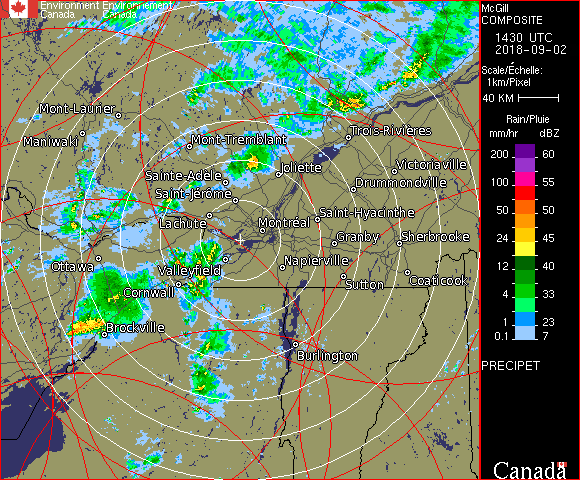 Environment Environnement
Canada Canada
McGill
COMPOSITE
1430 UTC
2018-09-02
Scale/Échelle:
1km/Pixel
40 KM
Rain/Pluie
mm/hr dBZ
200 60
100 55
50 50
24 45
12 40
4 33
1 23
0.1 7
PRECIPET
Canada
Mont-Laurier
Maniwaki
Mont-Tremblant
Trois-Rivières
Sainte-Adèle
Joliette
Victoriaville
Saint-Jérôme
Drummondville
Lachute
Montréal
Saint-Hyacinthe
Granby
Sherbrooke
Ottawa
Valleyfield
Napierville
Cornwall
Sutton
Coaticook
Brockville
Burlington